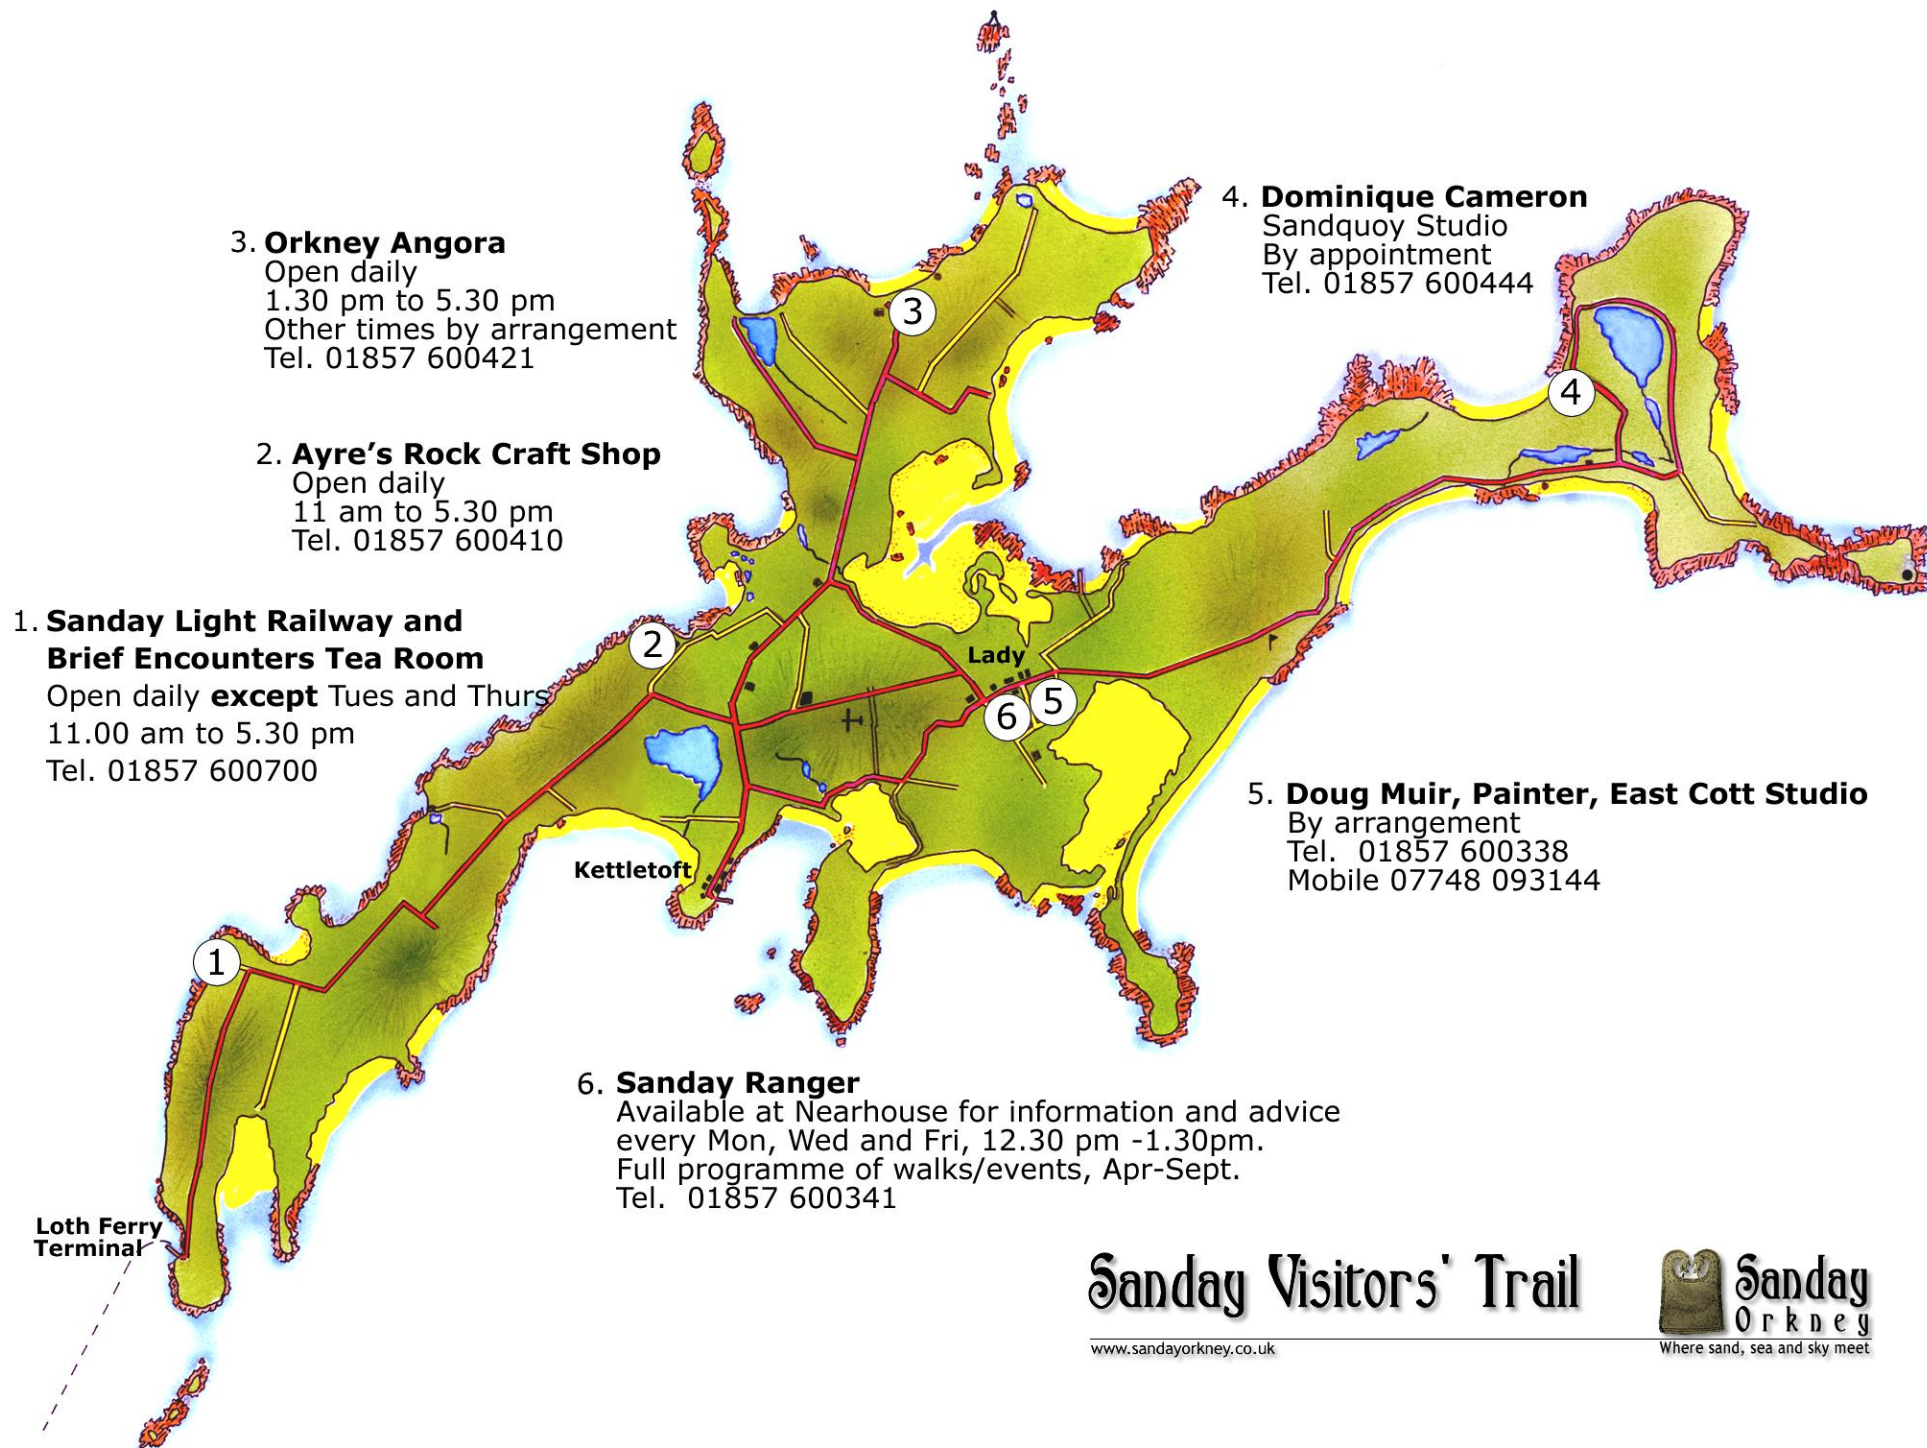 3. Orkney Angora
Open daily
1.30 pm to 5.30 pm
Other times by arrangement
Tel. 01857 600421
4. Dominique Cameron
Sandquoy Studio
By appointment
Tel. 01857 600444
2. Ayre's Rock Craft Shop
Open daily
11 am to 5.30 pm
Tel. 01857 600410
1. Sanday Light Railway and
Brief Encounters Tea Room
Open daily except Tues and Thurs
11.00 am to 5.30 pm
Tel. 01857 600700
3
4
2
Lady
6
5
Kettletoft
1
5. Doug Muir, Painter, East Cott Studio
By arrangement
Tel. 01857 600338
Mobile 07748 093144
6. Sanday Ranger
Available at Nearhouse for information and advice
every Mon, Wed and Fri, 12.30 pm -1.30pm.
Full programme of walks/events, Apr-Sept.
Tel. 01857 600341
Loth Ferry
Terminal
Sanday Visitors' Trail
www.sandayorkney.co.uk
Sanday
Orkney
Where sand, sea and sky meet